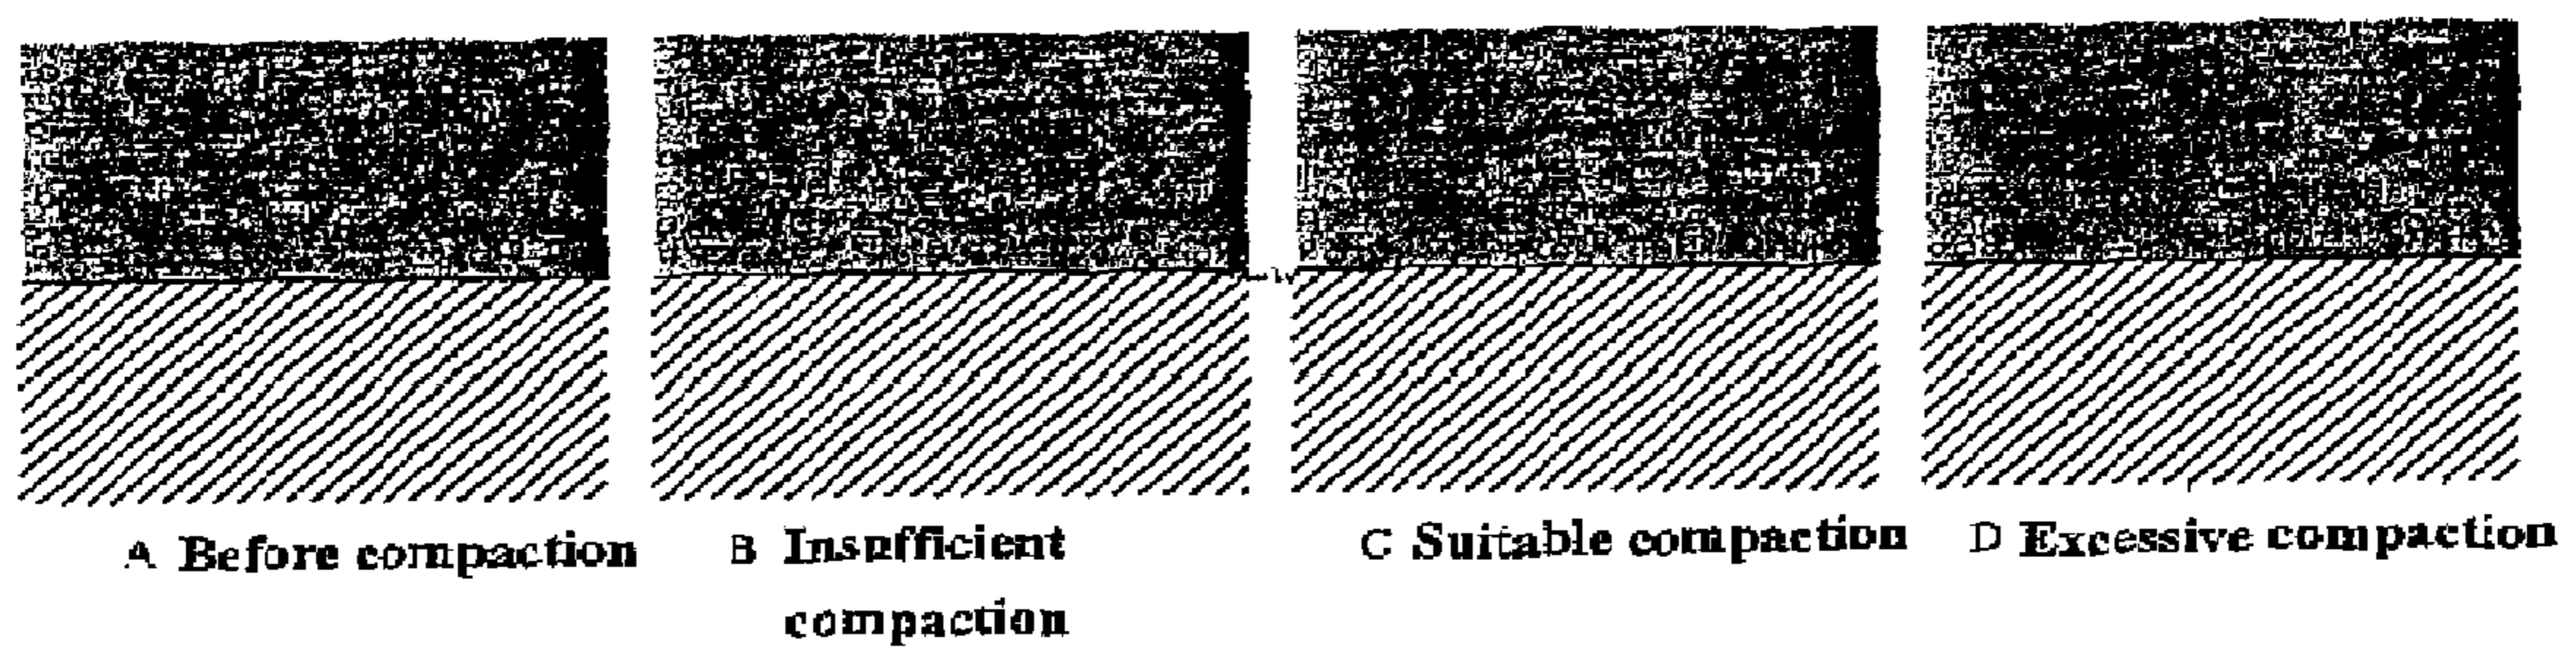 A Before compaction
B Insufficient
compaction
C Suitable compaction
D Excessive compaction